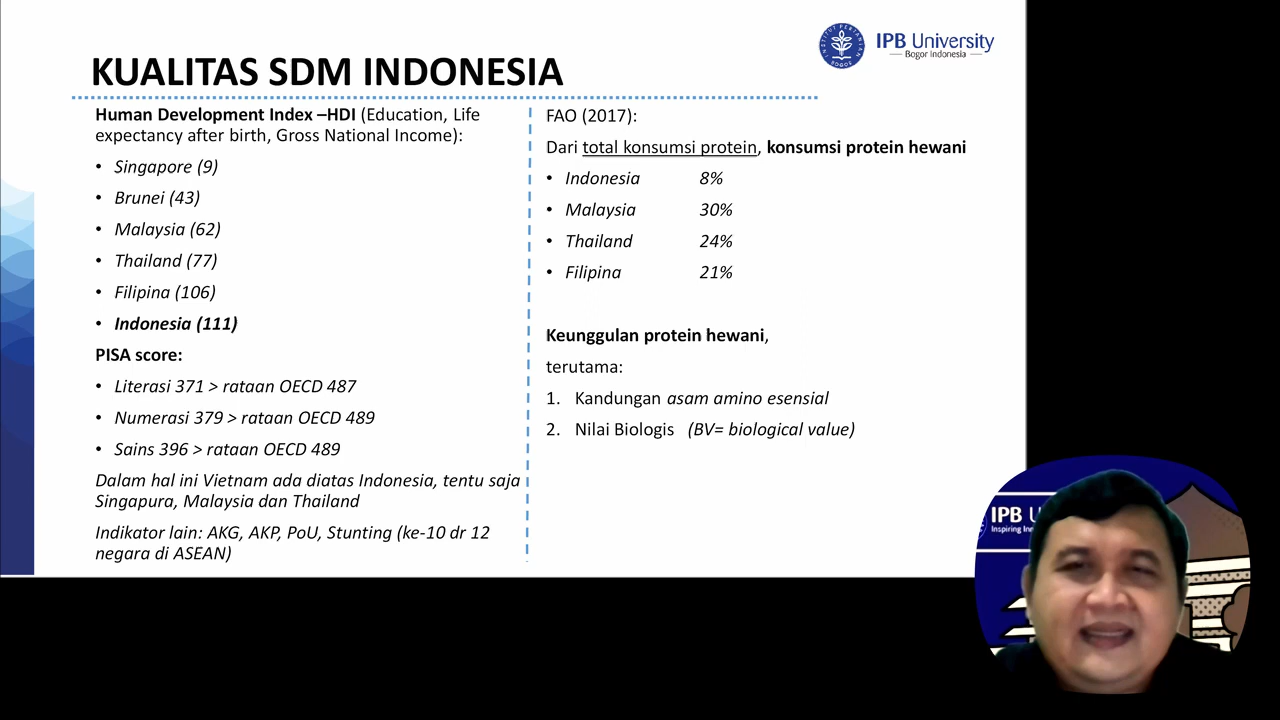 IPB University
Bogor Indonesia
INSTITUT PERTANIAN BOGOR
KUALITAS SDM INDONESIA
Human Development Index –HDI (Education, Life
expectancy after birth, Gross National Income):
• Singapore (9)
• Brunei (43)
• Malaysia (62)
• Thailand (77)
• Filipina (106)
• Indonesia (111)
PISA score:
• Literasi 371 > rataan OECD 487
• Numerasi 379 > rataan OECD 489
• Sains 396 > rataan OECD 489
Dalam hal ini Vietnam ada diatas Indonesia, tentu saja
Singapura, Malaysia dan Thailand
Indikator lain: AKG, AKP, PoU, Stunting (ke-10 dr 12
negara di ASEAN)
FAO (2017):
Dari total konsumsi protein, konsumsi protein hewani
• Indonesia 8%
• Malaysia 30%
• Thailand 24%
• Filipina 21%
Keunggulan protein hewani,
terutama:
1. Kandungan asam amino esensial
2. Nilai Biologis (BV= biological value)
IPB U
Inspiring In